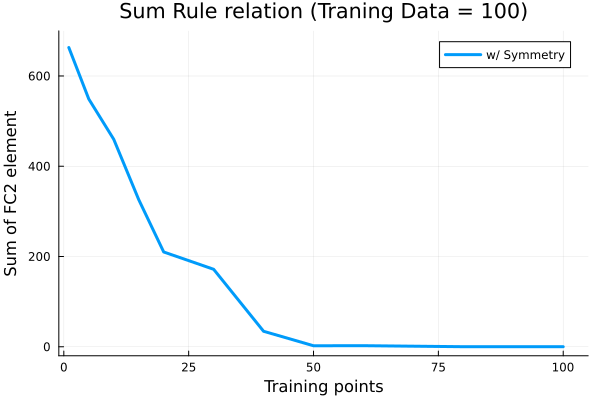 Sum Rule relation (Traning Data = 100)
w/ Symmetry
Sum of FC2 element
600
400
200
0
0 25 50 75 100
Training points